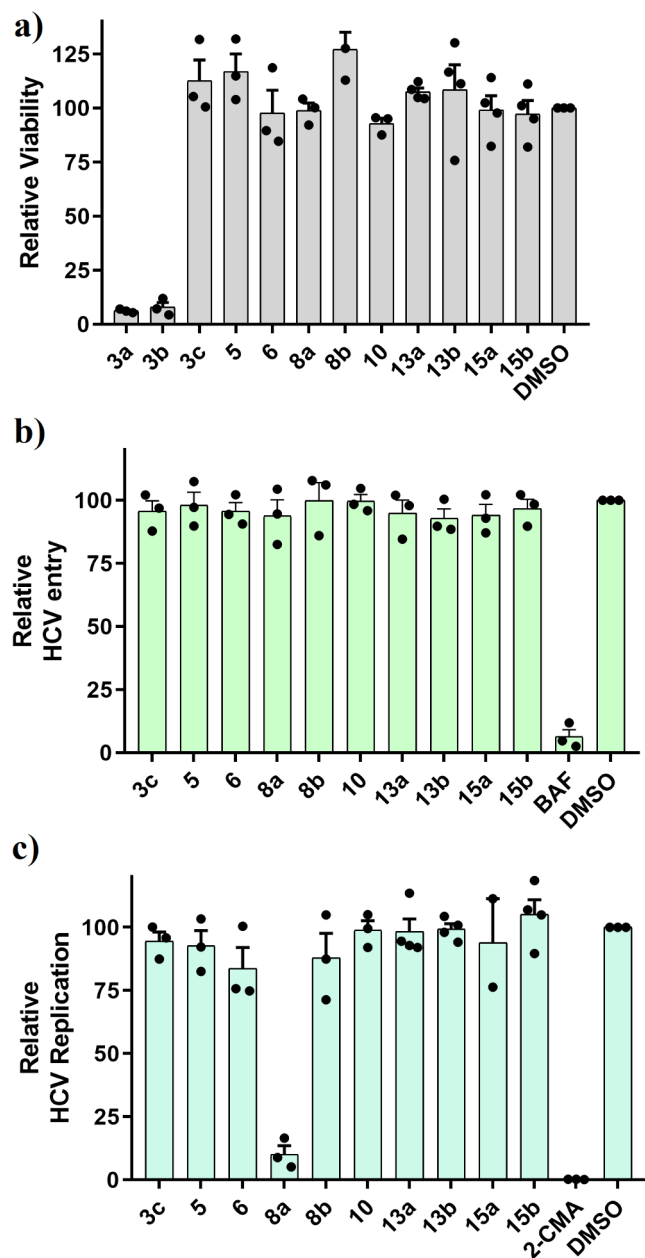 a)
Relative Viability
125
100
75
50
25
0
3a 3b 3c 5 6 8a 8b 10 13a 13b 15a 15b DMSO
b)
Relative
HCV entry
100
75
50
25
0
3c 5 6 8a 8b 10 13a 13b 15a 15b BAF DMSO
c)
Relative
HCV Replication
100
75
50
25
0
3c 5 6 8a 8b 10 13a 13b 15a 15b 2-CMA DMSO